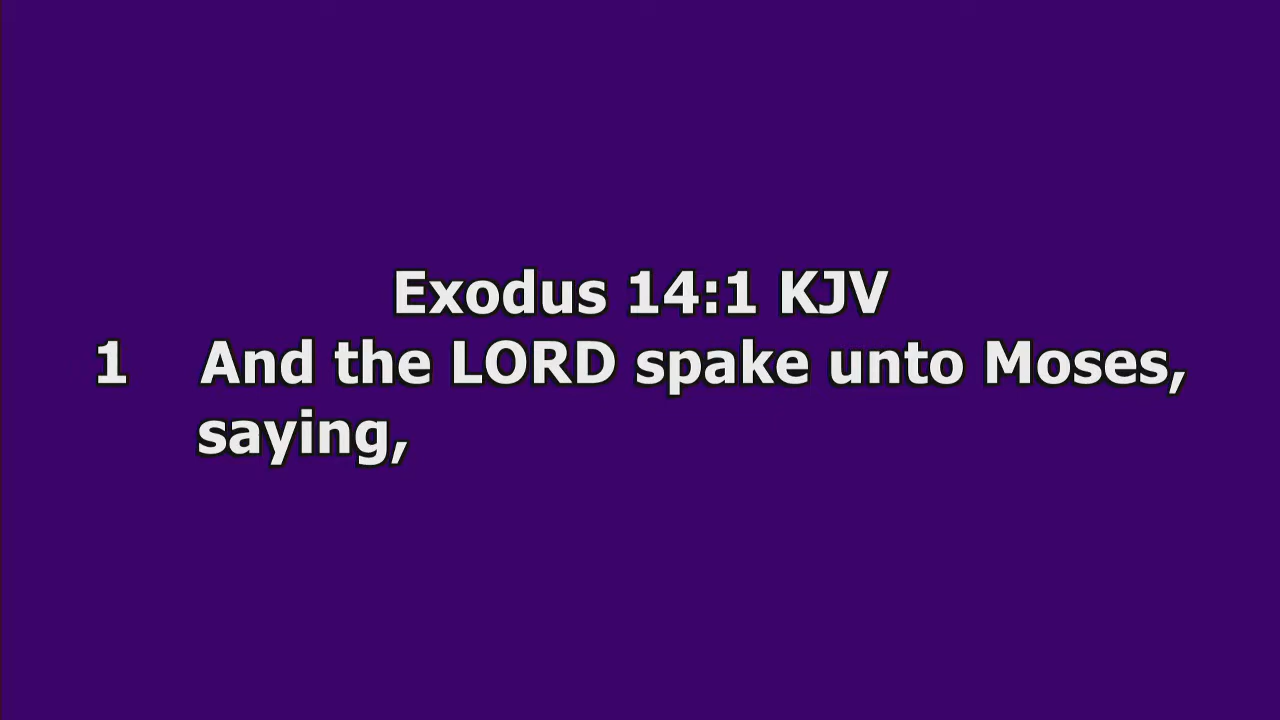 Exodus 14:1 KJV
1 And the LORD spake unto Moses,
saying,